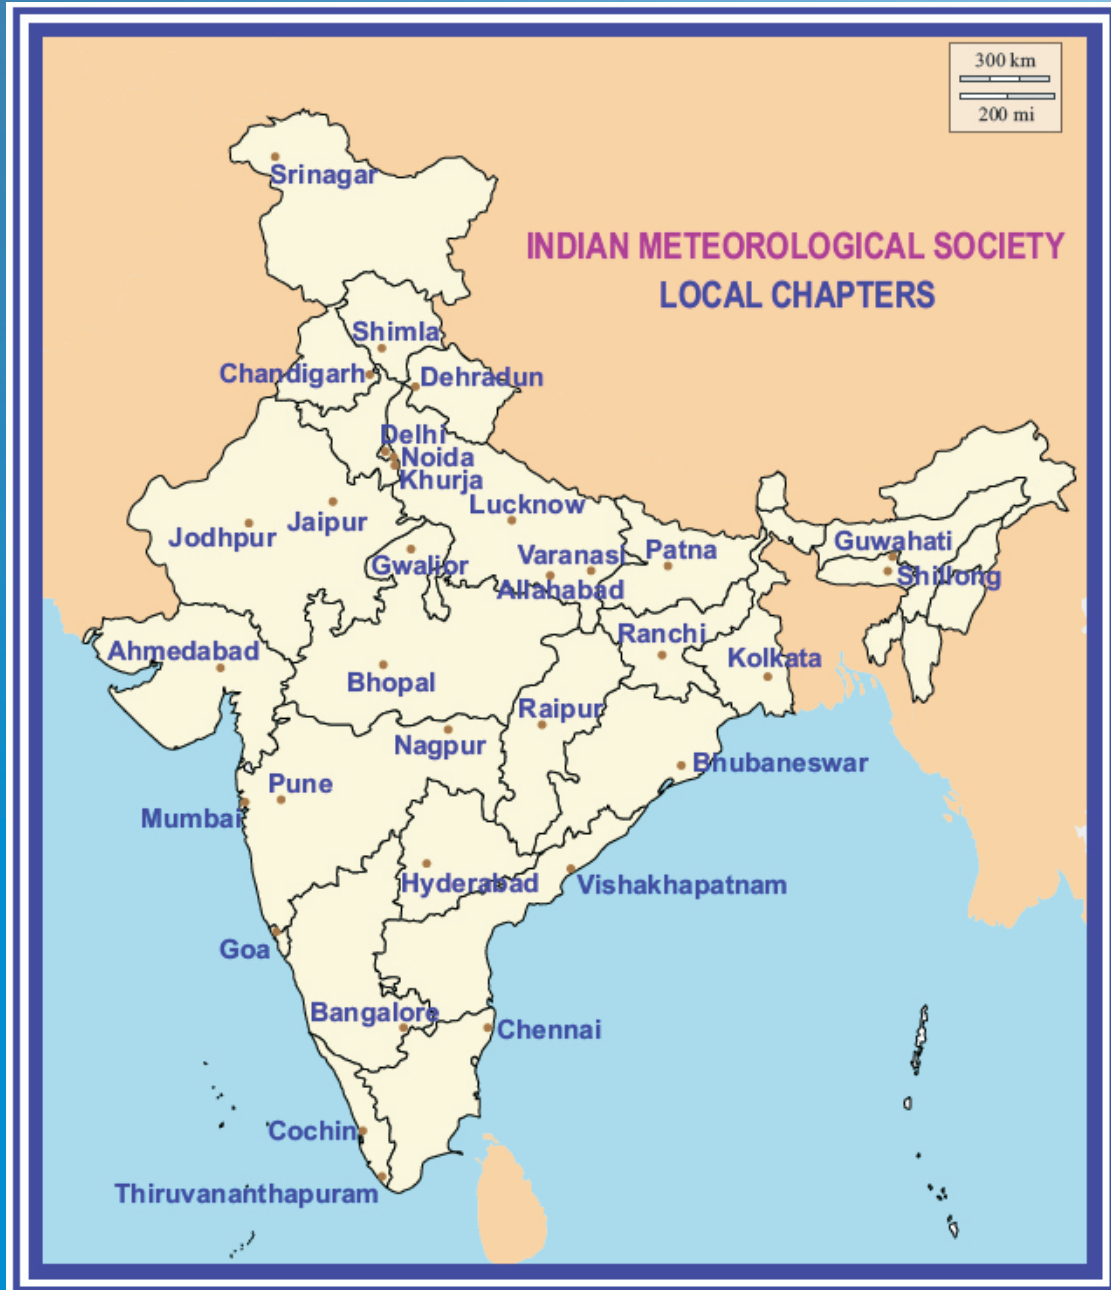 300 km
200 mi
Srinagar
INDIAN METEOROLOGICAL SOCIETY
LOCAL CHAPTERS
Shimla
Chandigarh
Dehradun
Delhi
Noida
Khurja
Lucknow
Jaipur
Jodhpur
Gwalior
Varanasi
Patna
Allahabad
Guwahati
Shillong
Ranchi
Ahmedabad
Kolkata
Bhopal
Raipur
Nagpur
Bhubaneswar
Pune
Mumbai
Hyderabad
Vishakhapatnam
Goa
Bangalore
Chennai
Cochin
Thiruvananthapuram